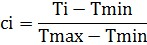 ci = (Ti − Tmin) / (Tmax − Tmin)